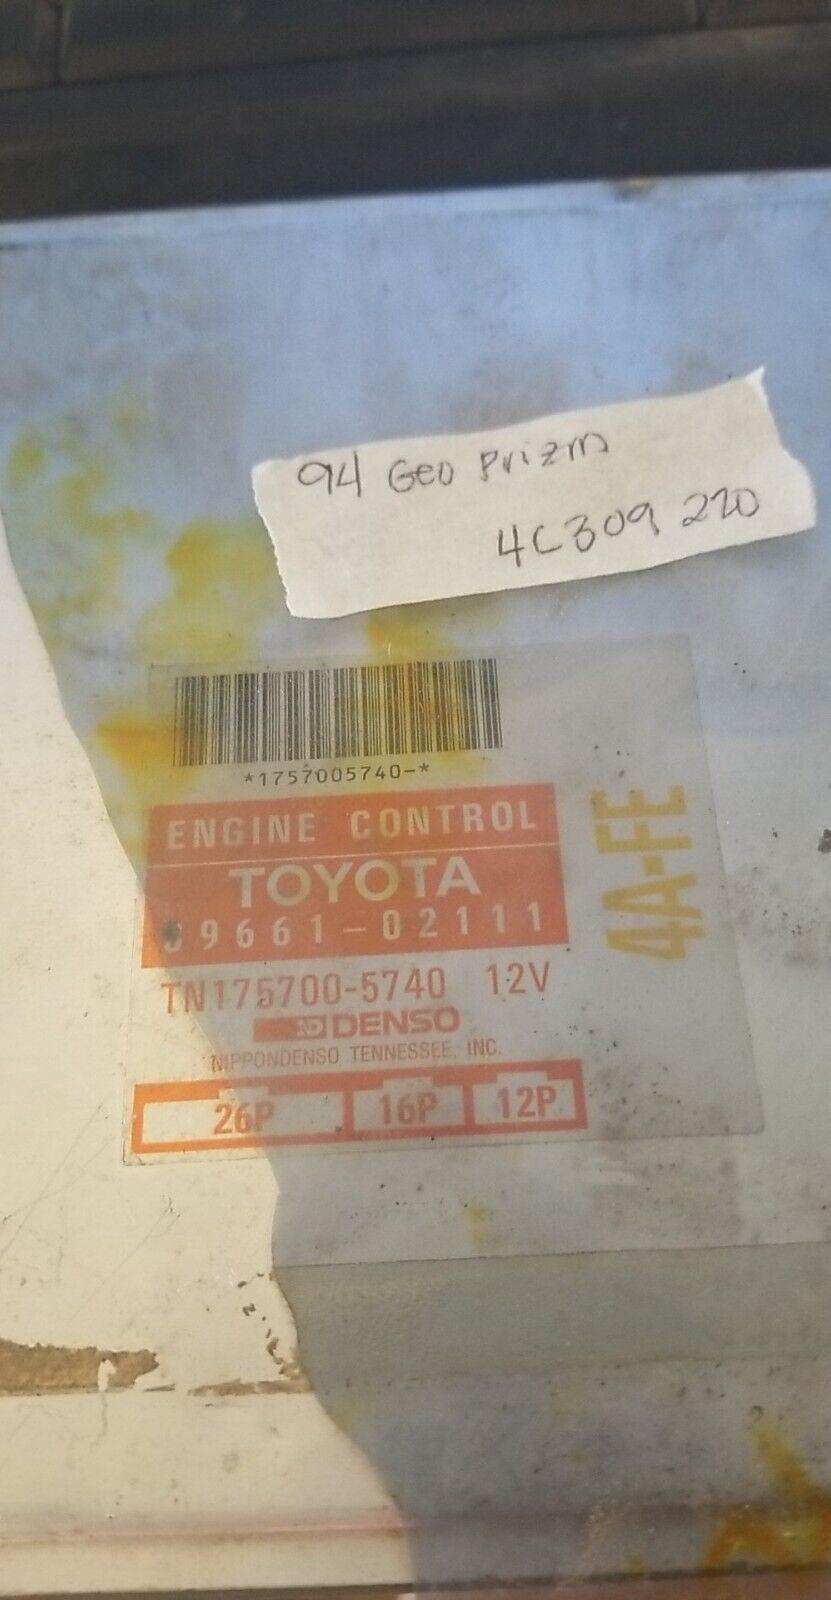 94 Geo Prizm
4C309 220
*1757005740-*
ENGINE CONTROL
TOYOTA
89661-02111
TN175700-5740 12V
ND DENSO
NIPPONDENSO TENNESSEE, INC.
26P 16P 12P
4A-FE